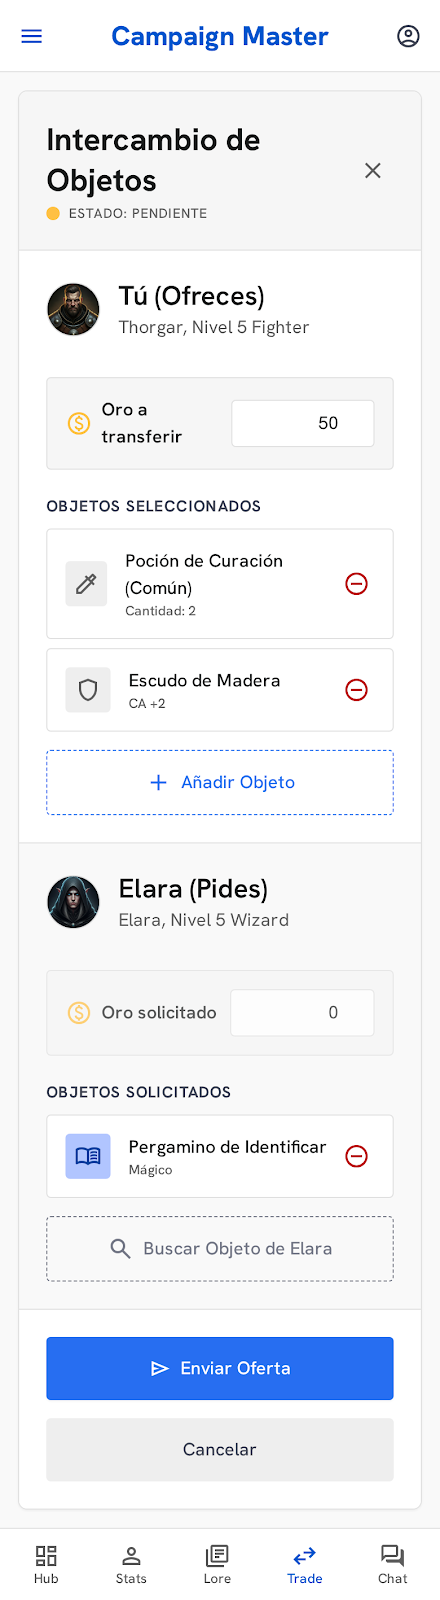 Campaign Master
Intercambio de
Objetos
ESTADO: PENDIENTE
Tú (Ofreces)
Thorgar, Nivel 5 Fighter
Oro a
transferir
50
OBJETOS SELECCIONADOS
Poción de Curación
(Común)
Cantidad: 2
Escudo de Madera
CA +2
Añadir Objeto
Elara (Pides)
Elara, Nivel 5 Wizard
Oro solicitado
0
OBJETOS SOLICITADOS
Pergamino de Identificar
Mágico
Buscar Objeto de Elara
Enviar Oferta
Cancelar
Hub
Stats
Lore
Trade
Chat